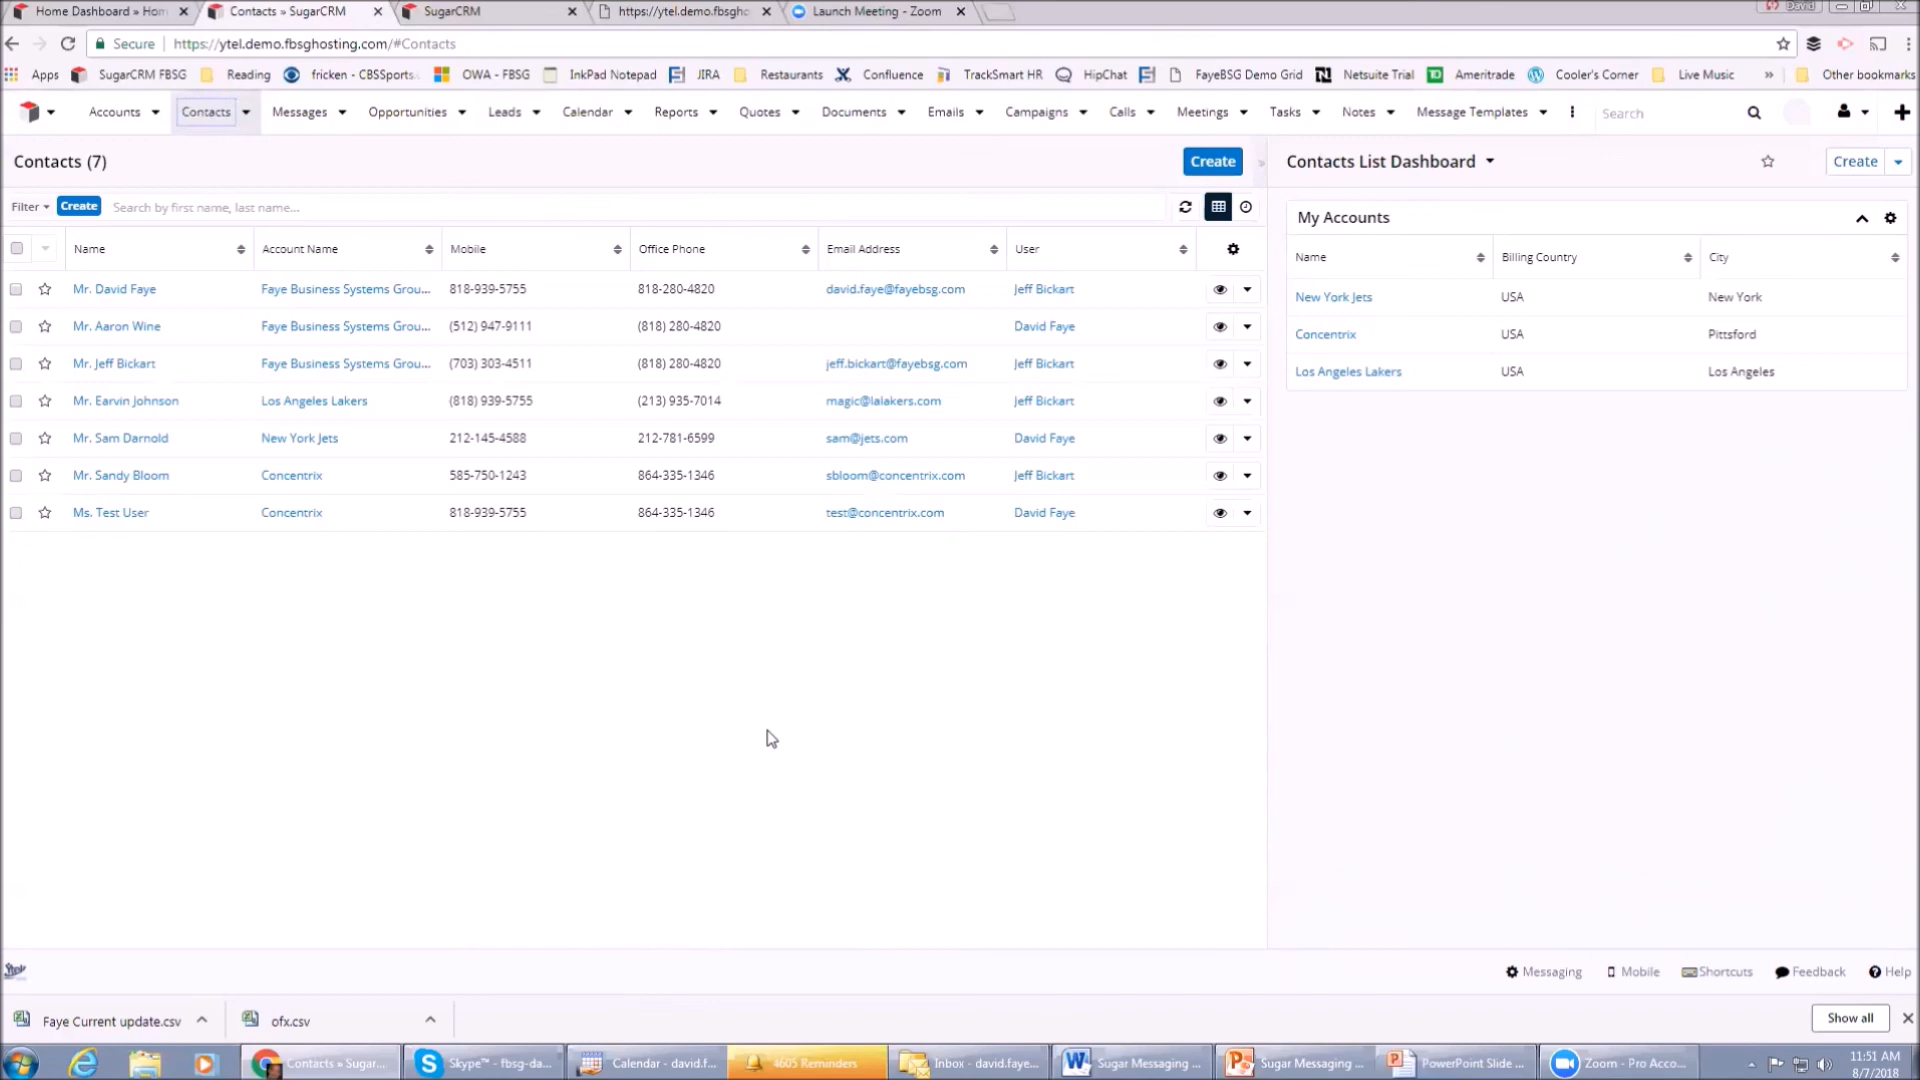 Home Dashboard » Hom
Contacts » SugarCRM
SugarCRM
https://ytel.demo.fbsgho
Launch Meeting - Zoom
David
Secure
https://ytel.demo.fbsghosting.com/#Contacts
Apps
SugarCRM FBSG
Reading
fricken - CBSSports.
OWA - FBSG
InkPad Notepad
JIRA
Restaurants
Confluence
TrackSmart HR
HipChat
FayeBSG Demo Grid
Netsuite Trial
Ameritrade
Cooler's Corner
Live Music
»
Other bookmarks
Accounts
Contacts
Messages
Opportunities
Leads
Calendar
Reports
Quotes
Documents
Emails
Campaigns
Calls
Meetings
Tasks
Notes
Message Templates
Search
Contacts (7)
Create
Contacts List Dashboard
Create
Filter
Create
Search by first name, last name...
My Accounts
Name Account Name Mobile Office Phone Email Address User
Name Billing Country City
Mr. David Faye Faye Business Systems Grou... 818-939-5755 818-280-4820 david.faye@fayebsg.com Jeff Bickart
New York Jets USA New York
Mr. Aaron Wine Faye Business Systems Grou... (512) 947-9111 (818) 280-4820 David Faye
Concentrix USA Pittsford
Mr. Jeff Bickart Faye Business Systems Grou... (703) 303-4511 (818) 280-4820 jeff.bickart@fayebsg.com Jeff Bickart
Los Angeles Lakers USA Los Angeles
Mr. Earvin Johnson Los Angeles Lakers (818) 939-5755 (213) 935-7014 magic@lalakers.com Jeff Bickart
Mr. Sam Darnold New York Jets 212-145-4588 212-781-6599 sam@jets.com David Faye
Mr. Sandy Bloom Concentrix 585-750-1243 864-335-1346 sbloom@concentrix.com Jeff Bickart
Ms. Test User Concentrix 818-939-5755 864-335-1346 test@concentrix.com David Faye
Messaging
Mobile
Shortcuts
Feedback
Help
Faye Current update.csv
ofx.csv
Show all
Contacts » Sugar...
Skype™ - fbsg-da...
Calendar - david.f...
4605 Reminders
Inbox - david.faye...
Sugar Messaging ...
Sugar Messaging ...
PowerPoint Slide ...
Zoom - Pro Acco...
11:51 AM
8/7/2018